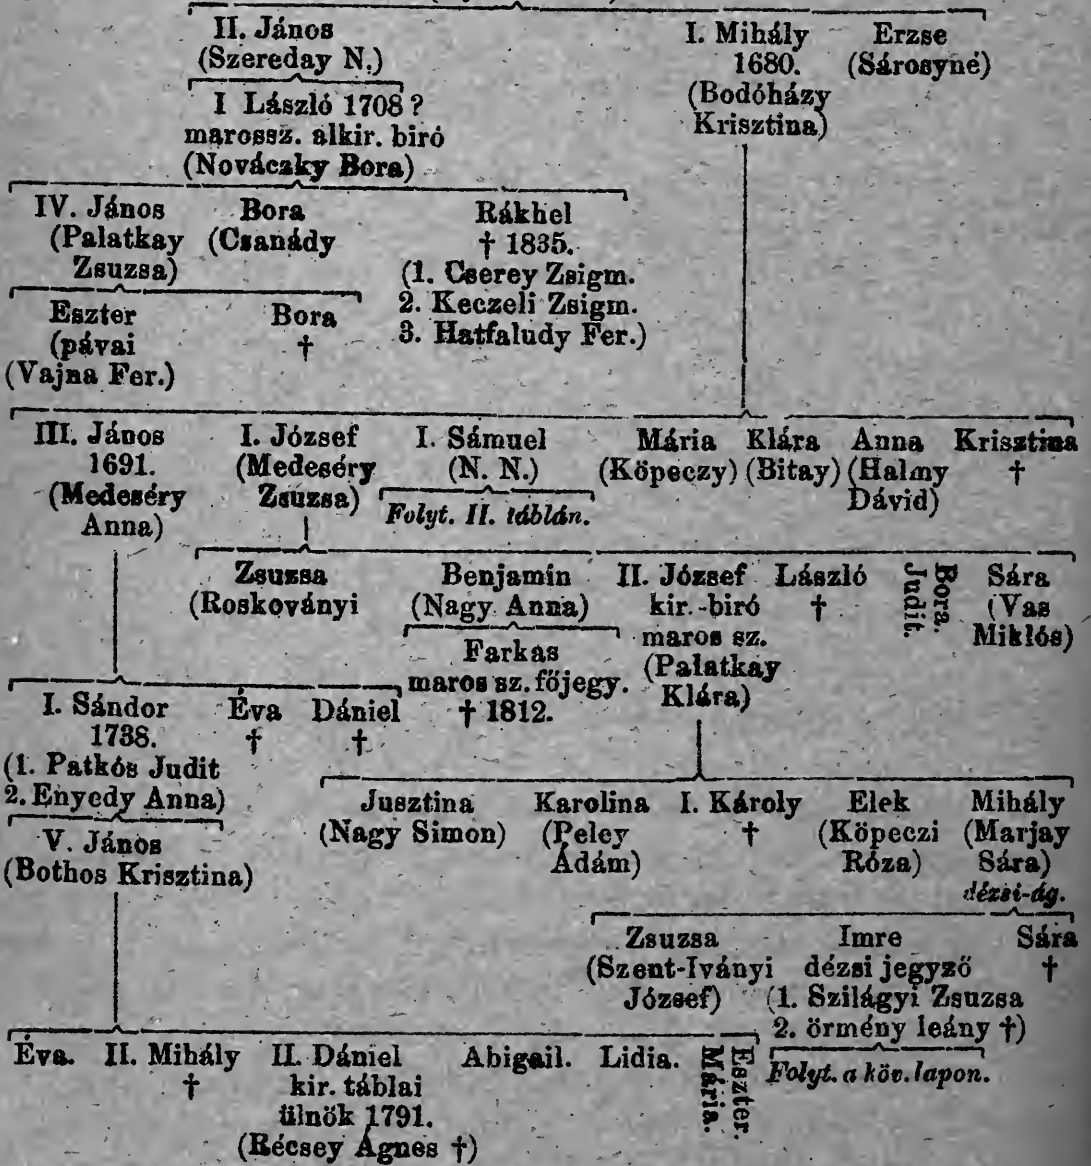 II. János
(Szereday N.)
I. Mihály
1680.
(Bodóházy
Krisztina)
Erzse
(Sárosyné)
I László 1708?
marossz. alkir. biró
(Nováczky Bora)
IV. János
(Palatkay
Zsuzsa)
Bora
(Csanády
Rákhel
† 1835.
(1. Cserey Zsigm.
2. Keczeli Zsigm.
3. Hatfaludy Fer.)
Eszter
(pávai
(Vajna Fer.)
Bora
†
III. János
1691.
(Medeséry
Anna)
I. József
(Medeséry
Zsuzsa)
I. Sámuel
(N. N.)
Folyt. II. táblán.
Mária
(Köpeczy)
Klára
(Bitay)
Anna
(Halmy
Dávid)
Krisztina
†
Zsuzsa
(Roskoványi
Benjamin
(Nagy Anna)
II. József
kir.-biró
maros sz.
(Palatkay
Klára)
László
†
Bora.
Judit.
Sára
(Vas
Miklós)
Farkas
maros sz. főjegy.
† 1812.
I. Sándor
1738.
(1. Patkós Judit
2. Enyedy Anna)
Éva
†
Dániel
†
Jusztina
(Nagy Simon)
Karolina
(Peley
Ádám)
I. Károly
†
Elek
(Köpeczi
Róza)
Mihály
(Marjay
Sára)
dézsi-ág.
V. János
(Bothos Krisztina)
Zsuzsa
(Szent-Iványi
József)
Imre
dézsi jegyző
(1. Szilágyi Zsuzsa
2. örmény leány †)
Folyt. a köv. lapon.
Sára
†
Éva.
II. Mihály
†
II. Dániel
kir. táblai
ülnök 1791.
(Récsey Ágnes †)
Abigail.
Lidia.
Eszter.
Mária.